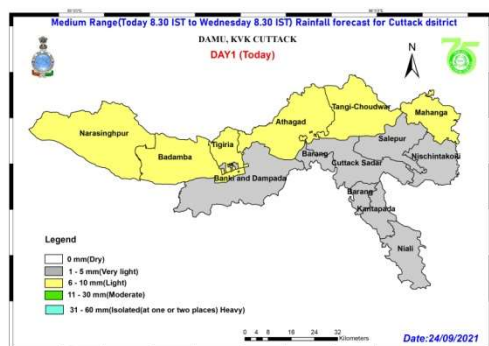 Medium Range(Today 8.30 IST to Wednesday 8.30 IST) Rainfall forecast for Cuttack dsitrict
DAMU, KVK CUTTACK
DAY1 (Today)
N
75
Tangi-Choudwar
Mahanga
Athagad
Narasinghpur
Tigiria
Salepur
Badamba
Barang
Nischintakoili
Cuttack Sadar
Banki and Dampada
Barang
Kantapada
Niali
Legend
0 mm(Dry)
1 - 5 mm(Very light)
6 - 10 mm(Light)
11 - 30 mm(Moderate)
31 - 60 mm(Isolated(at one or two places) Heavy)
0 4 8 16 24 32
Kilometers
Date:24/09/2021